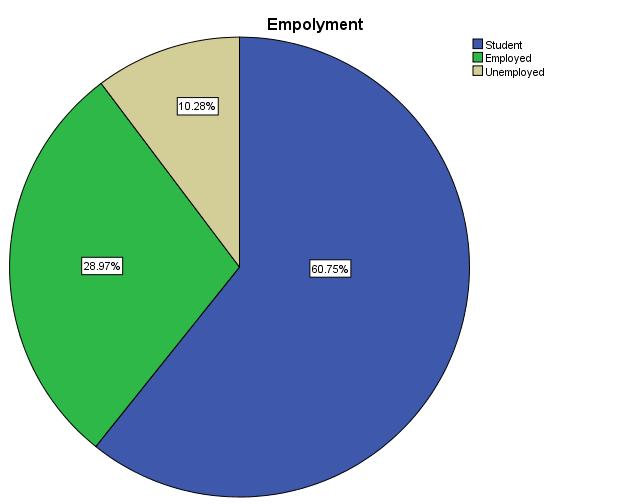 Empolyment
Student
Employed
Unemployed
10.28%
28.97%
60.75%